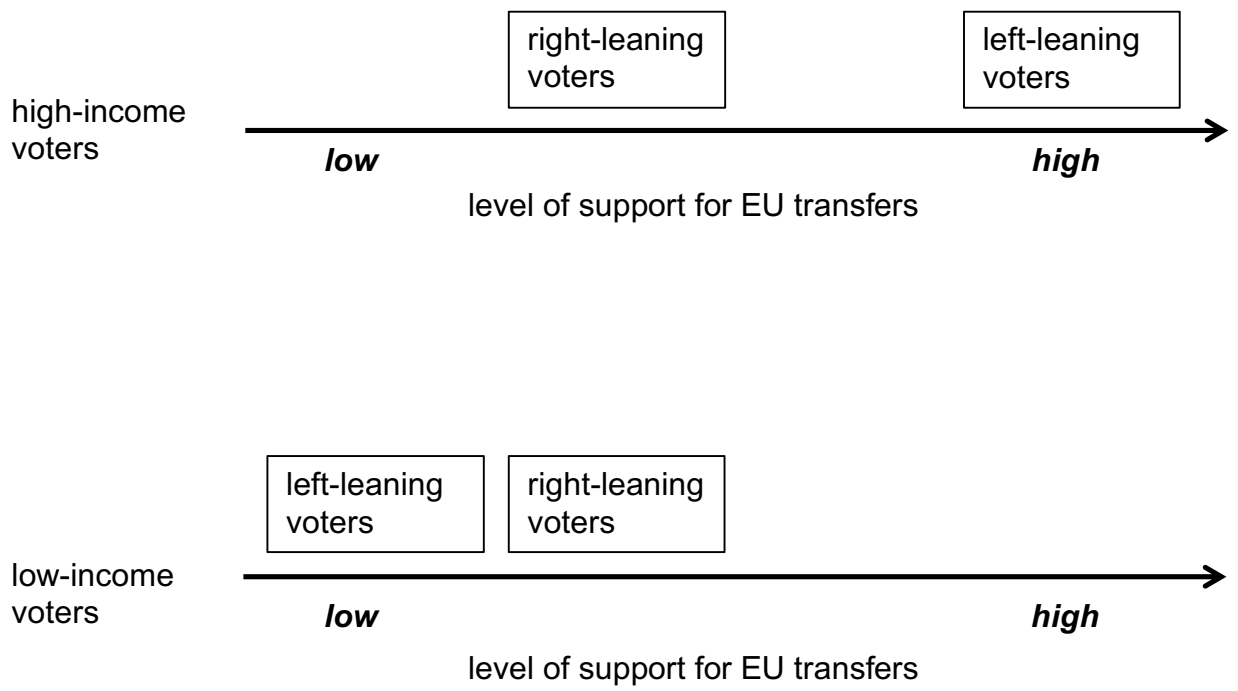 right-leaning
voters
left-leaning
voters
high-income
voters
low
high
level of support for EU transfers
left-leaning
voters
right-leaning
voters
low-income
voters
low
high
level of support for EU transfers